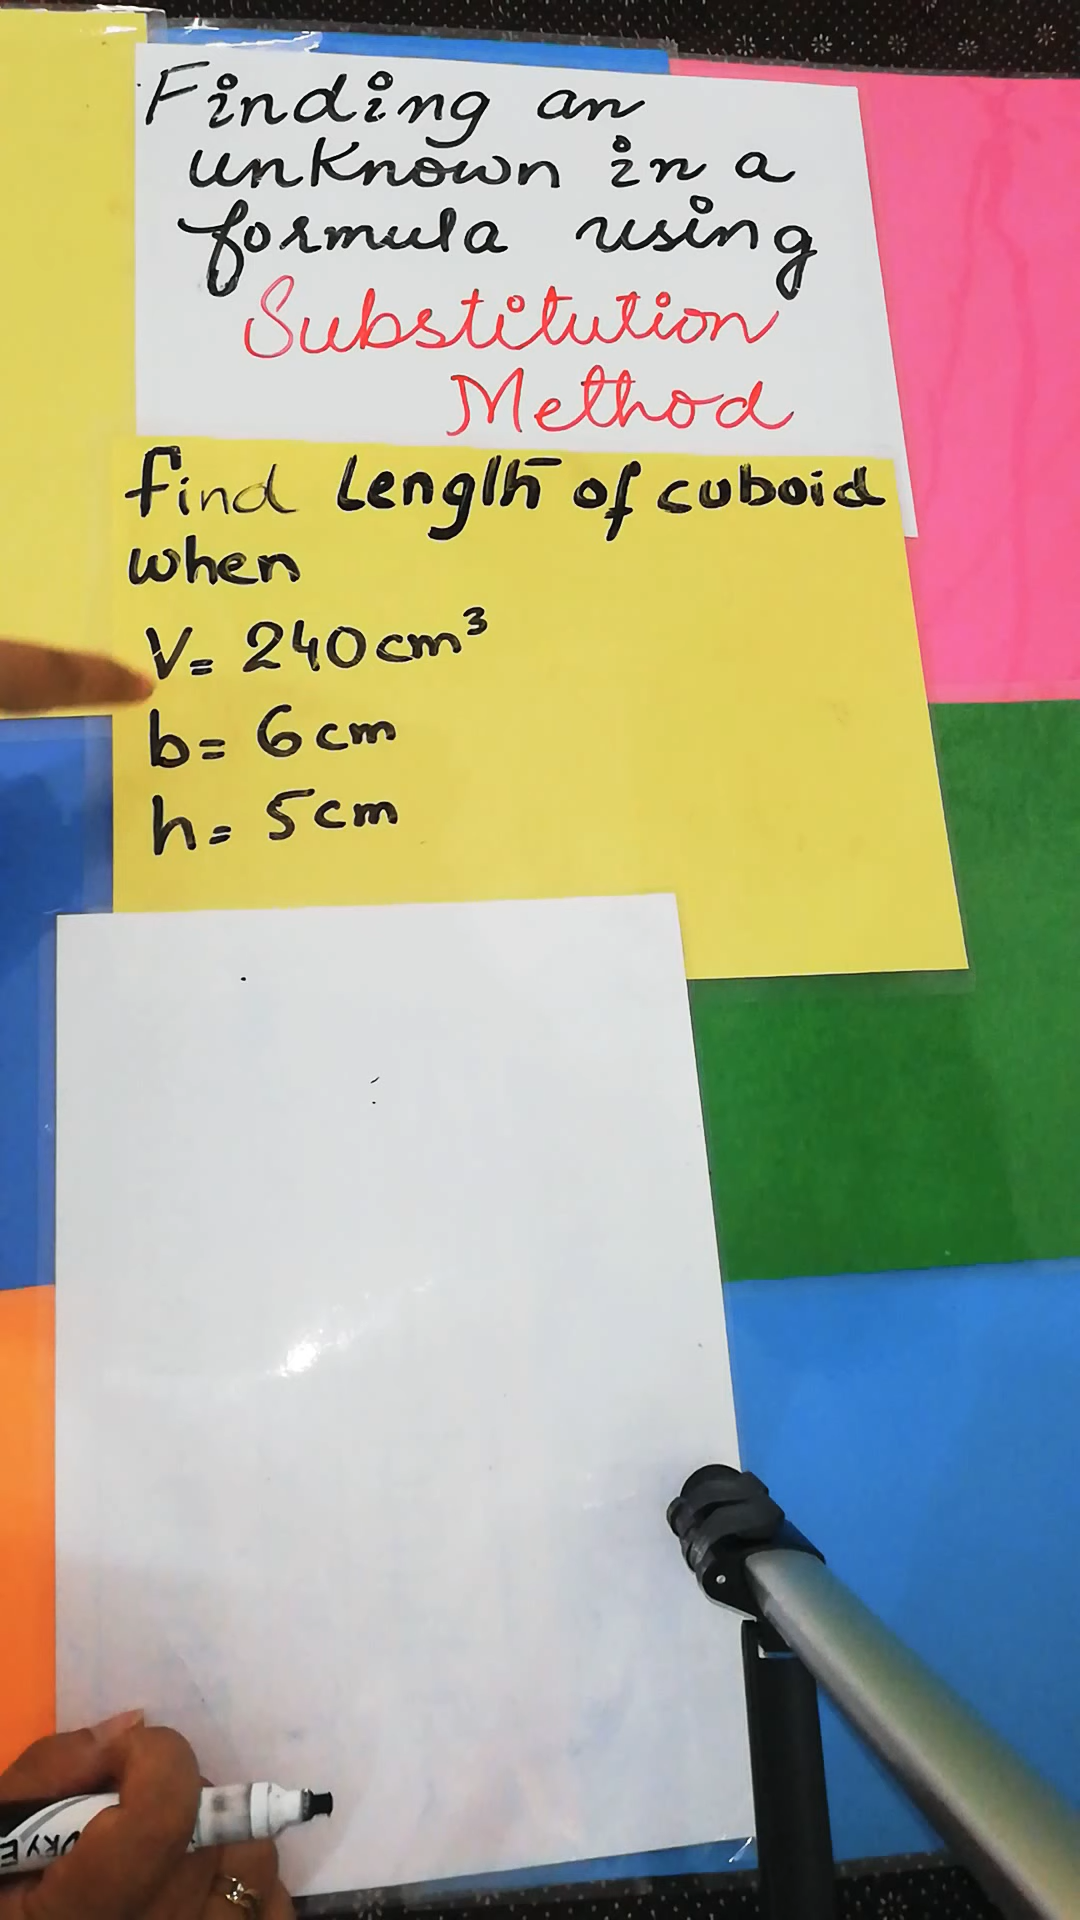 Finding an
unknown in a
formula using
Substitution
Method
find Length of cuboid
when
V= 240cm³
b= 6cm
h= 5cm